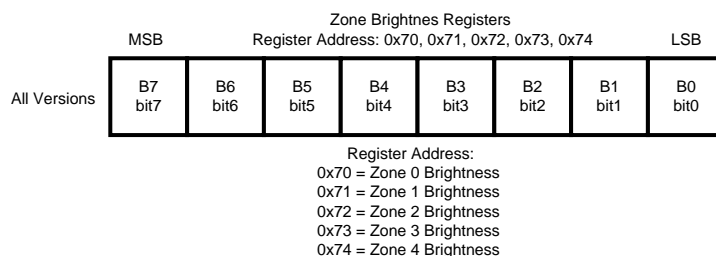 Zone Brightnes Registers
MSB Register Address: 0x70, 0x71, 0x72, 0x73, 0x74 LSB
All Versions B7 B6 B5 B4 B3 B2 B1 B0
bit7 bit6 bit5 bit4 bit3 bit2 bit1 bit0
Register Address:
0x70 = Zone 0 Brightness
0x71 = Zone 1 Brightness
0x72 = Zone 2 Brightness
0x73 = Zone 3 Brightness
0x74 = Zone 4 Brightness